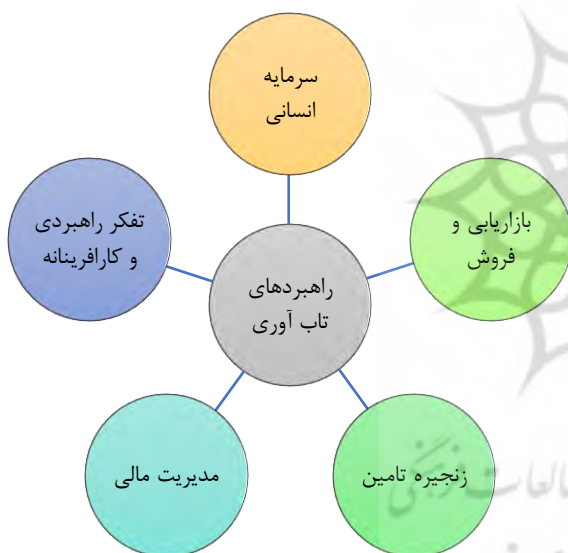 سرمایه
انسانی
بازاریابی و
فروش
تفکر راهبردی
و کارافرینانه
راهبردهای
تاب آوری
زنجیره تامین
مدیریت مالی